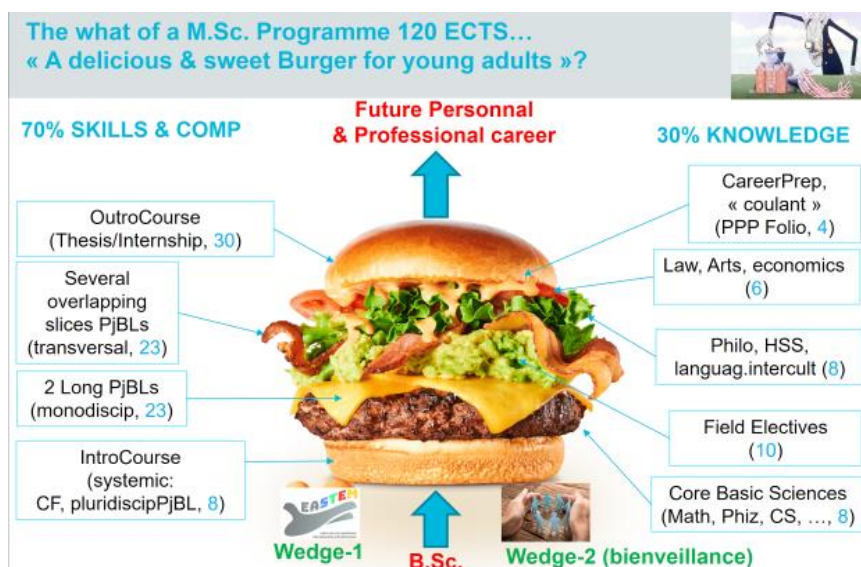 The what of a M.Sc. Programme 120 ECTS…
« A delicious & sweet Burger for young adults »?
Future Personnal
& Professional career
70% SKILLS & COMP
30% KNOWLEDGE
OutroCourse
(Thesis/Internship, 30)
Several
overlapping
slices PjBLs
(transversal, 23)
2 Long PjBLs
(monodiscip, 23)
IntroCourse
(systemic:
CF, pluridiscipPjBL, 8)
CareerPrep,
« coulant »
(PPP Folio, 4)
Law, Arts, economics
(6)
Philo, HSS,
languag.intercult (8)
Field Electives
(10)
Core Basic Sciences
(Math, Phiz, CS, …, 8)
EASTEM
Wedge-1
B.Sc.
Wedge-2 (bienveillance)